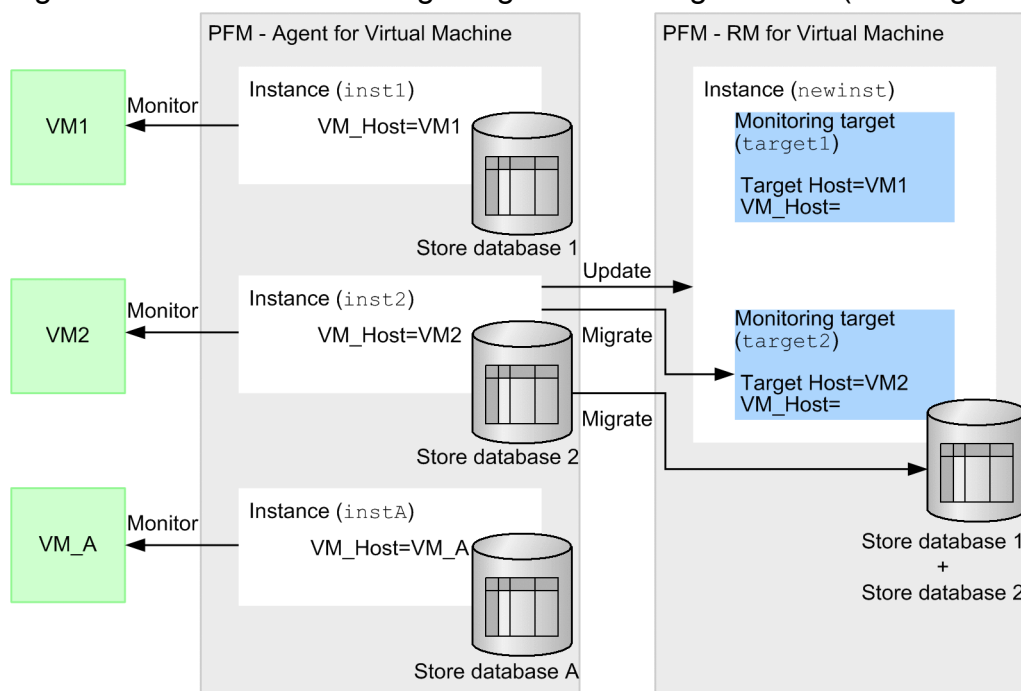 PFM - Agent for Virtual Machine
PFM - RM for Virtual Machine
VM1
Monitor
Instance (inst1)
VM_Host=VM1
Store database 1
Instance (newinst)
Monitoring target
(target1)
Target Host=VM1
VM_Host=
VM2
Monitor
Instance (inst2)
VM_Host=VM2
Store database 2
Update
Migrate
Migrate
Monitoring target
(target2)
Target Host=VM2
VM_Host=
Store database 1
+
Store database 2
VM_A
Monitor
Instance (instA)
VM_Host=VM_A
Store database A